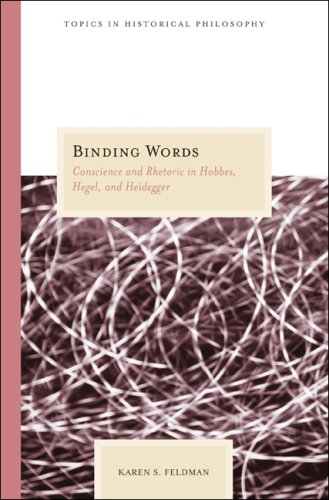 TOPICS IN HISTORICAL PHILOSOPHY
BINDING WORDS
Conscience and Rhetoric in Hobbes,
Hegel, and Heidegger
KAREN S. FELDMAN